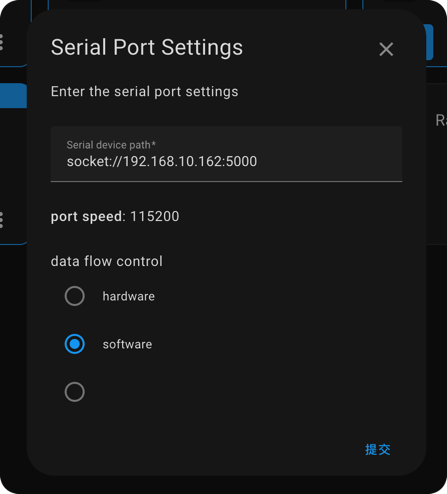 Serial Port Settings
Enter the serial port settings
Serial device path*
socket://192.168.10.162:5000
port speed: 115200
data flow control
hardware
software
提交